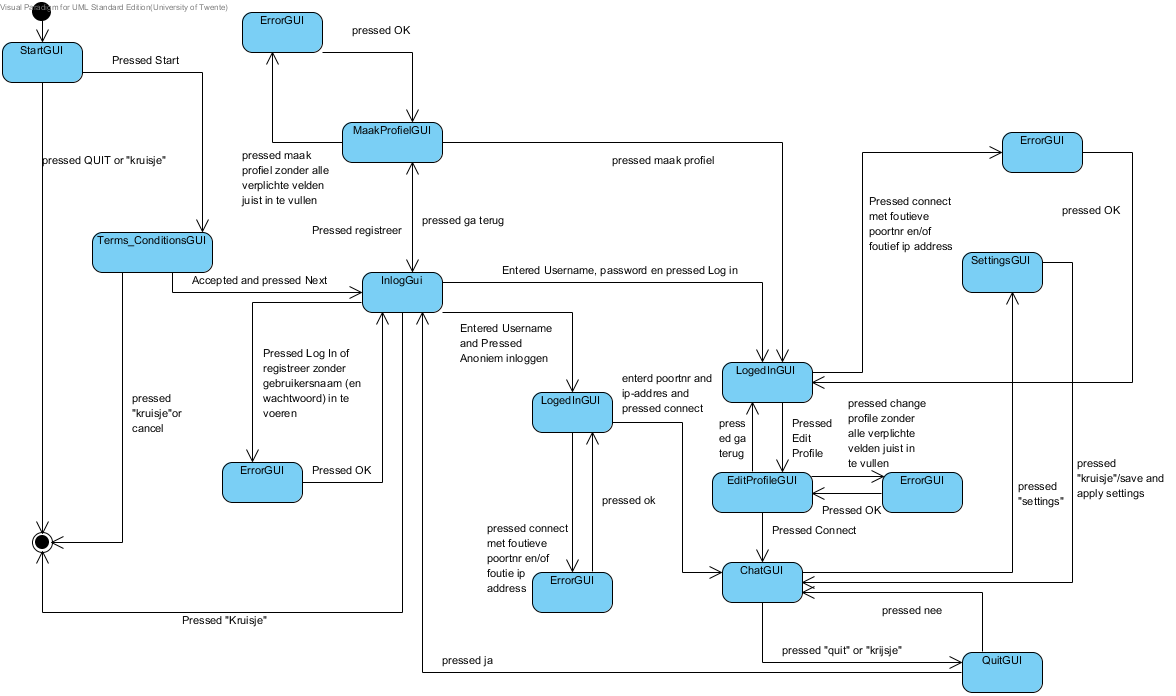 Visual Paradigm for UML Standard Edition(University of Twente)
StartGUI
Pressed Start
ErrorGUI
pressed OK
MaakProfielGUI
pressed maak
profiel zonder alle
verplichte velden
juist in te vullen
pressed maak profiel
ErrorGUI
pressed OK
Pressed connect
met foutieve
poortnr en/of
foutief ip address
pressed QUIT or "kruisje"
pressed ga terug
Pressed registreer
Terms_ConditionsGUI
Accepted and pressed Next
InlogGui
Entered Username, password en pressed Log in
SettingsGUI
Entered Username
and Pressed
Anoniem inloggen
Pressed Log In of
registreer zonder
gebruikersnaam (en
wachtwoord) in te
voeren
pressed
"kruisje"or
cancel
LogedInGUI
enterd poortnr and
ip-addres and
pressed connect
LogedInGUI
press
ed ga
terug
Pressed
Edit
Profile
pressed change
profile zonder
alle verplichte
velden juist in
te vullen
ErrorGUI
Pressed OK
EditProfileGUI
ErrorGUI
Pressed OK
pressed
"settings"
pressed
"kruisje"/save and
apply settings
pressed ok
pressed connect
met foutieve
poortnr en/of
foutie ip
address
Pressed Connect
ErrorGUI
ChatGUI
pressed nee
Pressed "Kruisje"
pressed "quit" or "krijsje"
pressed ja
QuitGUI